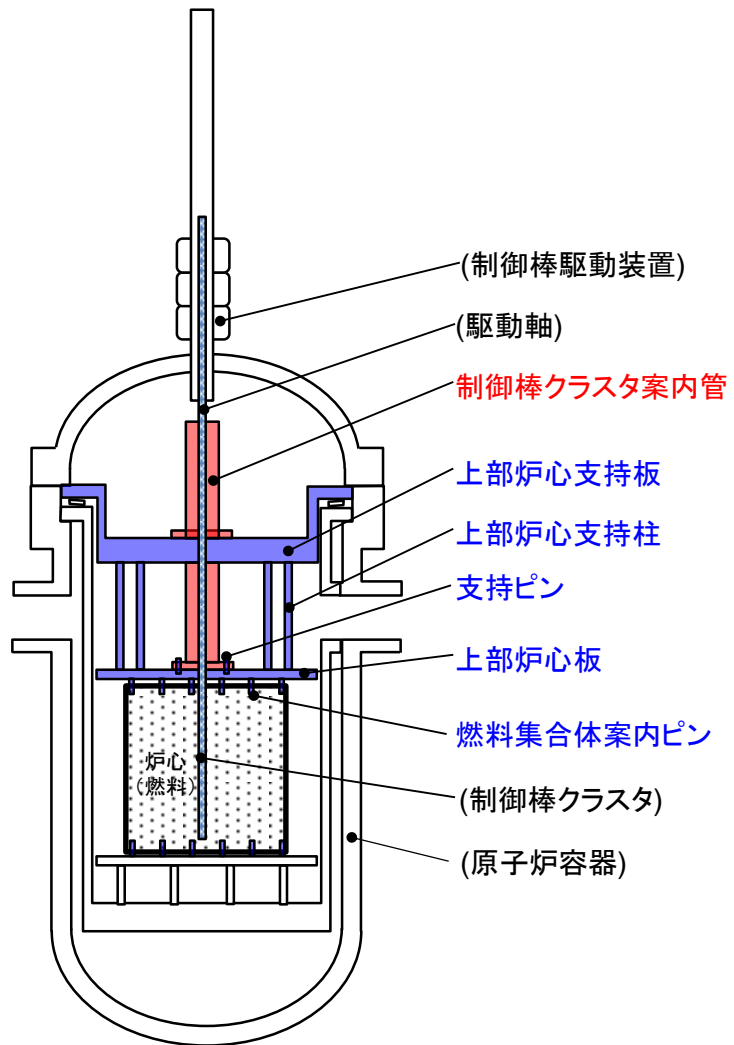 (制御棒駆動装置)
(駆動軸)
制御棒クラスタ案内管
上部炉心支持板
上部炉心支持柱
支持ピン
上部炉心板
燃料集合体案内ピン
炉心
(燃料)
(制御棒クラスタ)
(原子炉容器)